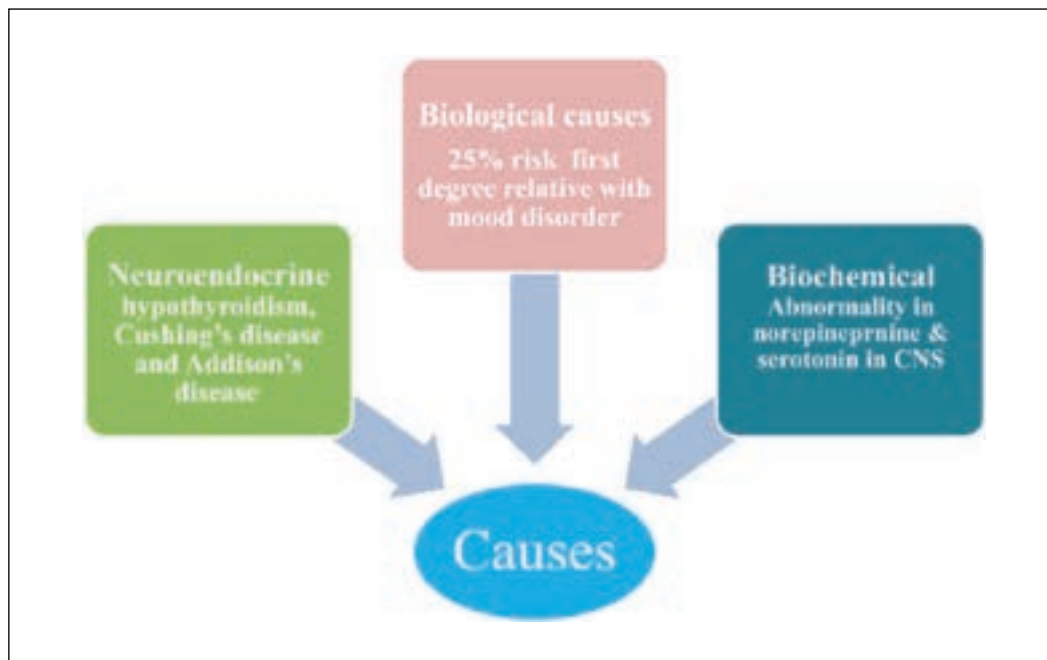 Biological causes
25% risk first
degree relative with
mood disorder
Neuroendocrine
hypothyroidism,
Cushing's disease
and Addison's
disease
Biochemical
Abnormality in
norepineprnine &
serotonin in CNS
Causes